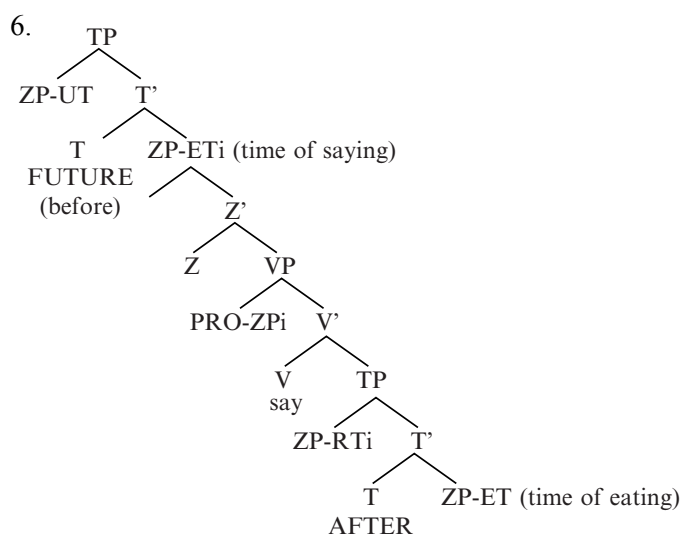 6.
TP
ZP-UT T’
T ZP-ETi (time of saying)
FUTURE
(before)
Z’
Z VP
PRO-ZPi V’
V TP
say
ZP-RTi T’
T ZP-ET (time of eating)
AFTER